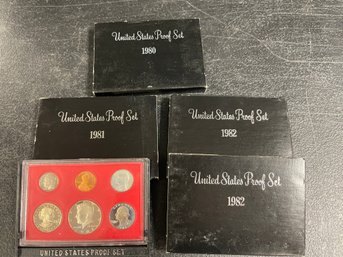 United States Proof Set
1980
United States Proof Set
1981
United States Proof Set
1982
United States Proof Set
1982
UNITED STATES PROOF SET